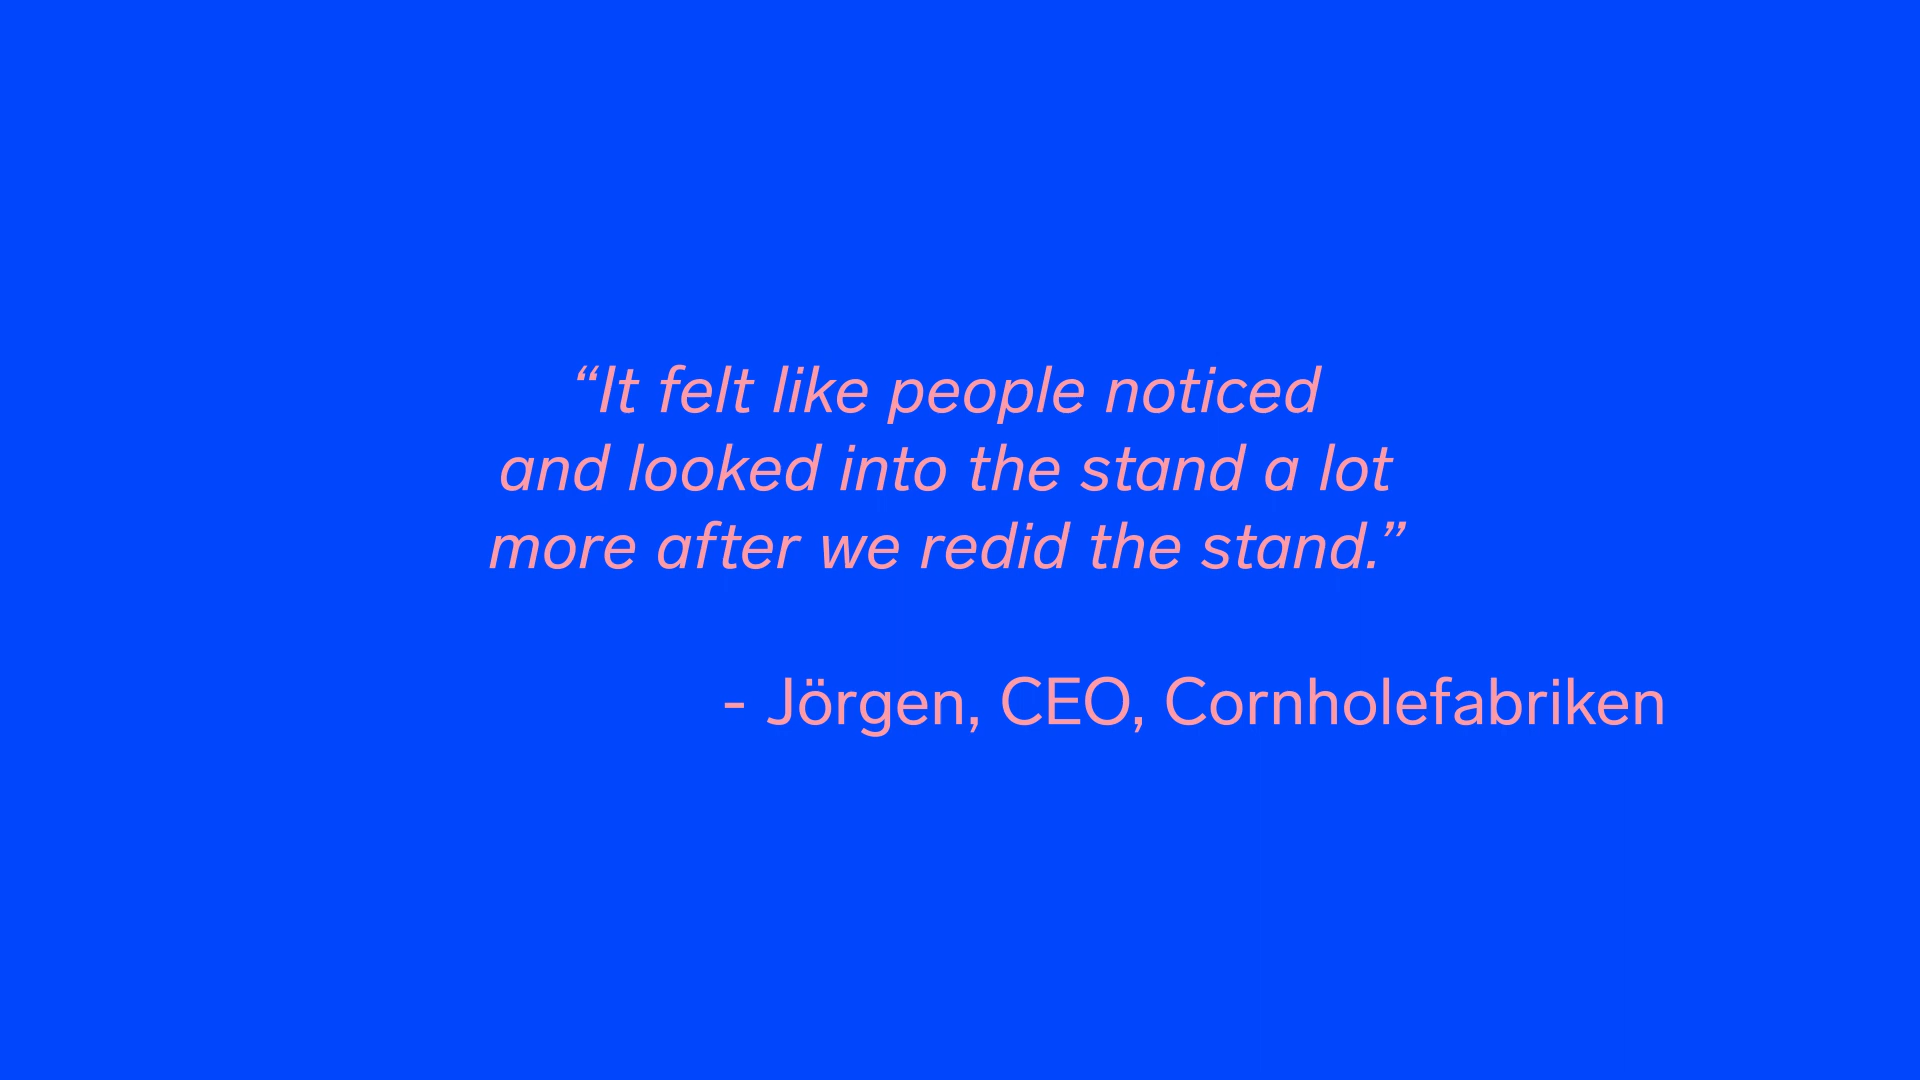 “It felt like people noticed
and looked into the stand a lot
more after we redid the stand.”
- Jörgen, CEO, Cornholefabriken